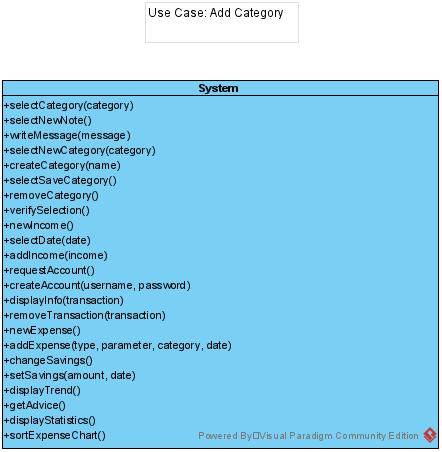 Use Case: Add Category
System
+selectCategory(category)
+selectNewNote()
+writeMessage(message)
+selectNewCategory(category)
+createCategory(name)
+selectSaveCategory()
+removeCategory()
+verifySelection()
+newIncome()
+selectDate(date)
+addIncome(income)
+requestAccount()
+createAccount(username, password)
+displayInfo(transaction)
+removeTransaction(transaction)
+newExpense()
+addExpense(type, parameter, category, date)
+changeSavings()
+setSavings(amount, date)
+displayTrend()
+getAdvice()
+displayStatistics()
+sortExpenseChart()
Powered By□Visual Paradigm Community Edition